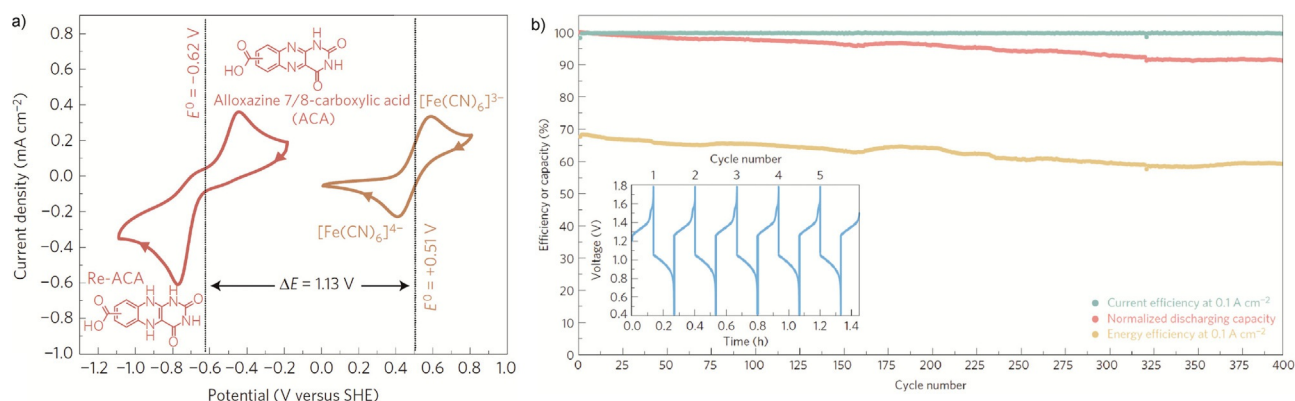 a)
Current density (mA cm⁻²)
0.8
0.6
0.4
0.2
0.0
−0.2
−0.4
−0.6
−0.8
−1.0
−1.2 −1.0 −0.8 −0.6 −0.4 −0.2 0.0 0.2 0.4 0.6 0.8 1.0
Potential (V versus SHE)
E⁰ = −0.62 V
HO
O
N
N
H
N
O
NH
O
Alloxazine 7/8-carboxylic acid
(ACA)
[Fe(CN)₆]³⁻
[Fe(CN)₆]⁴⁻
Re-ACA
HO
O
H
N
N
H
H
N
O
NH
O
ΔE = 1.13 V
E⁰ = +0.51 V
b)
Efficiency or capacity (%)
100
90
80
70
60
50
40
30
20
10
0
0 25 50 75 100 125 150 175 200 225 250 275 300 325 350 375 400
Cycle number
Cycle number
1 2 3 4 5
Voltage (V)
1.8
1.6
1.4
1.2
1.0
0.8
0.6
0.4
0.0 0.2 0.4 0.6 0.8 1.0 1.2 1.4
Time (h)
Current efficiency at 0.1 A cm⁻²
Normalized discharging capacity
Energy efficiency at 0.1 A cm⁻²